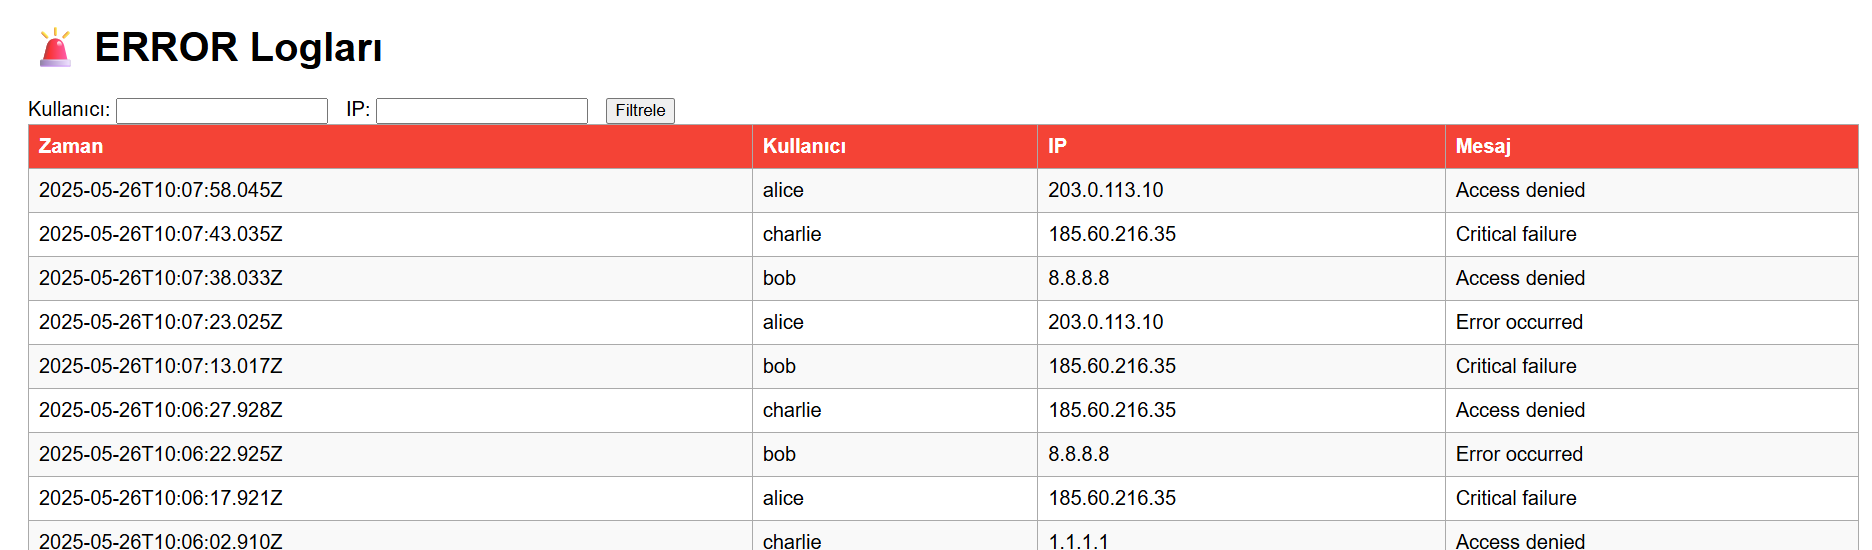 🚨 ERROR Logları
Kullanıcı: IP: Filtrele
Zaman Kullanıcı IP Mesaj
2025-05-26T10:07:58.045Z alice 203.0.113.10 Access denied
2025-05-26T10:07:43.035Z charlie 185.60.216.35 Critical failure
2025-05-26T10:07:38.033Z bob 8.8.8.8 Access denied
2025-05-26T10:07:23.025Z alice 203.0.113.10 Error occurred
2025-05-26T10:07:13.017Z bob 185.60.216.35 Critical failure
2025-05-26T10:06:27.928Z charlie 185.60.216.35 Access denied
2025-05-26T10:06:22.925Z bob 8.8.8.8 Error occurred
2025-05-26T10:06:17.921Z alice 185.60.216.35 Critical failure
2025-05-26T10:06:02.910Z charlie 1.1.1.1 Access denied